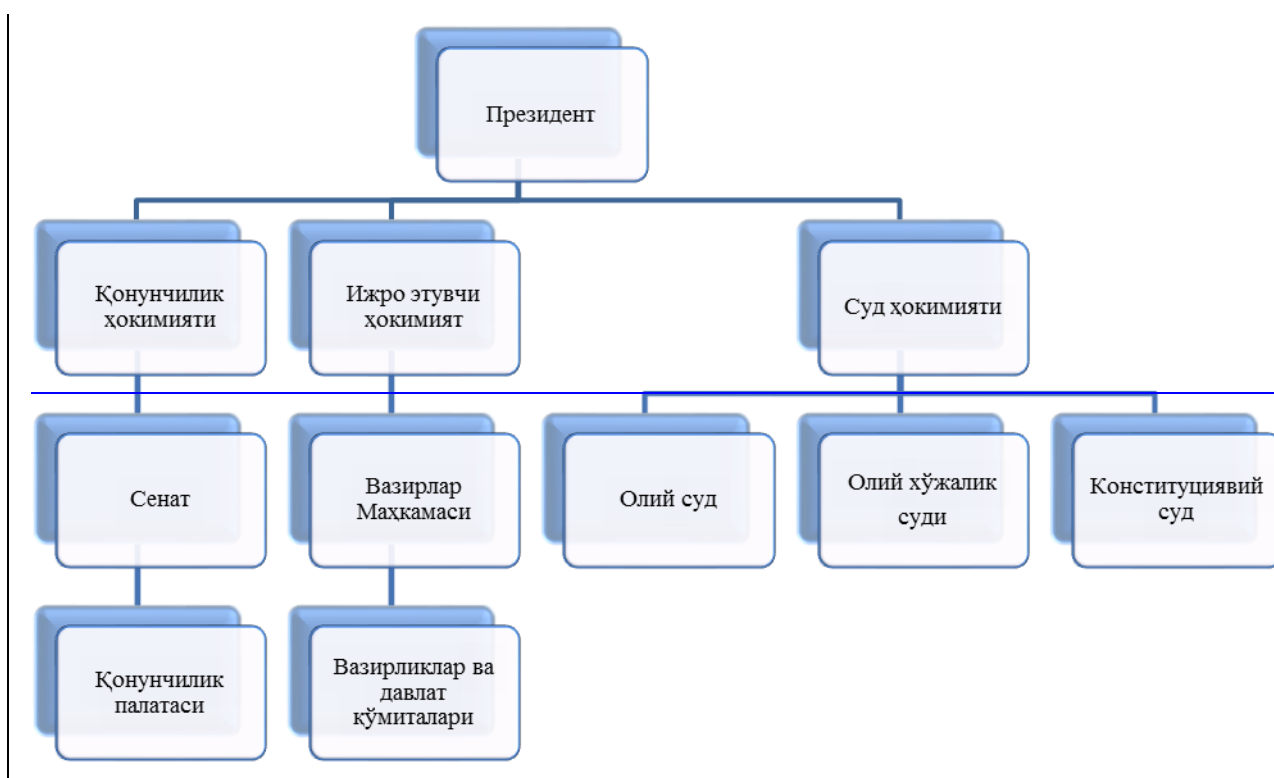 Президент
Қонунчилик
ҳокимияти
Ижро этувчи
ҳокимият
Суд ҳокимияти
Сенат
Вазирлар
Маҳкамаси
Олий суд
Олий хўжалик
суди
Конституциявий
суд
Қонунчилик
палатаси
Вазирликлар ва
давлат
қўмиталари